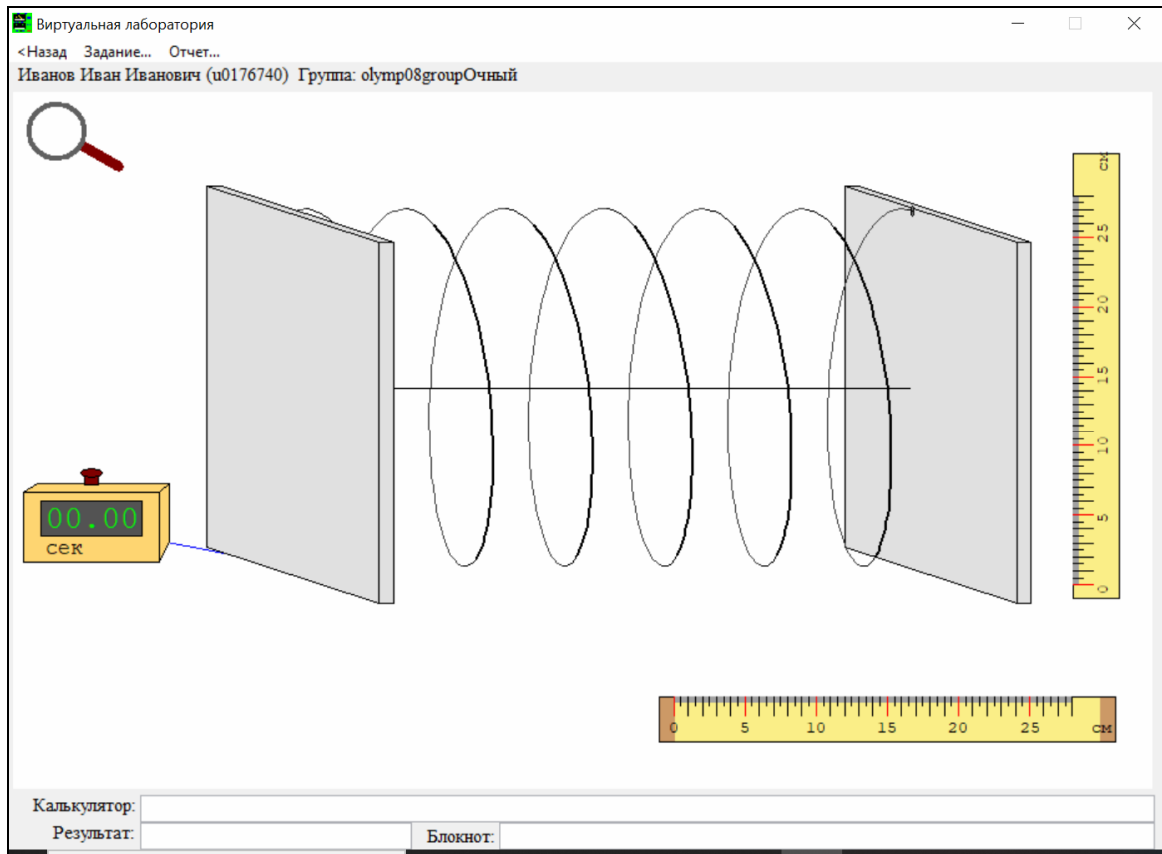 Виртуальная лаборатория
<Назад Задание... Отчет...
Иванов Иван Иванович (u0176740) Группа: olymp08groupОчный
см
25
20
15
10
5
0
00.00
сек
0 5 10 15 20 25 см
Калькулятор:
Результат: Блокнот: